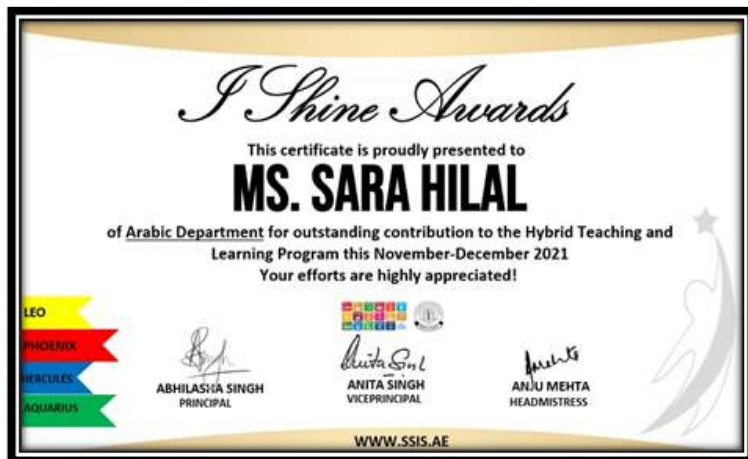 I Shine Awards
This certificate is proudly presented to
MS. SARA HILAL
of Arabic Department for outstanding contribution to the Hybrid Teaching and
Learning Program this November-December 2021
Your efforts are highly appreciated!
LEO
PHOENIX
HERCULES
AQUARIUS
Anita Singh
ABHILASHA SINGH
PRINCIPAL
ANITA SINGH
VICEPRINCIPAL
ANJU MEHTA
HEADMISTRESS
WWW.SSIS.AE